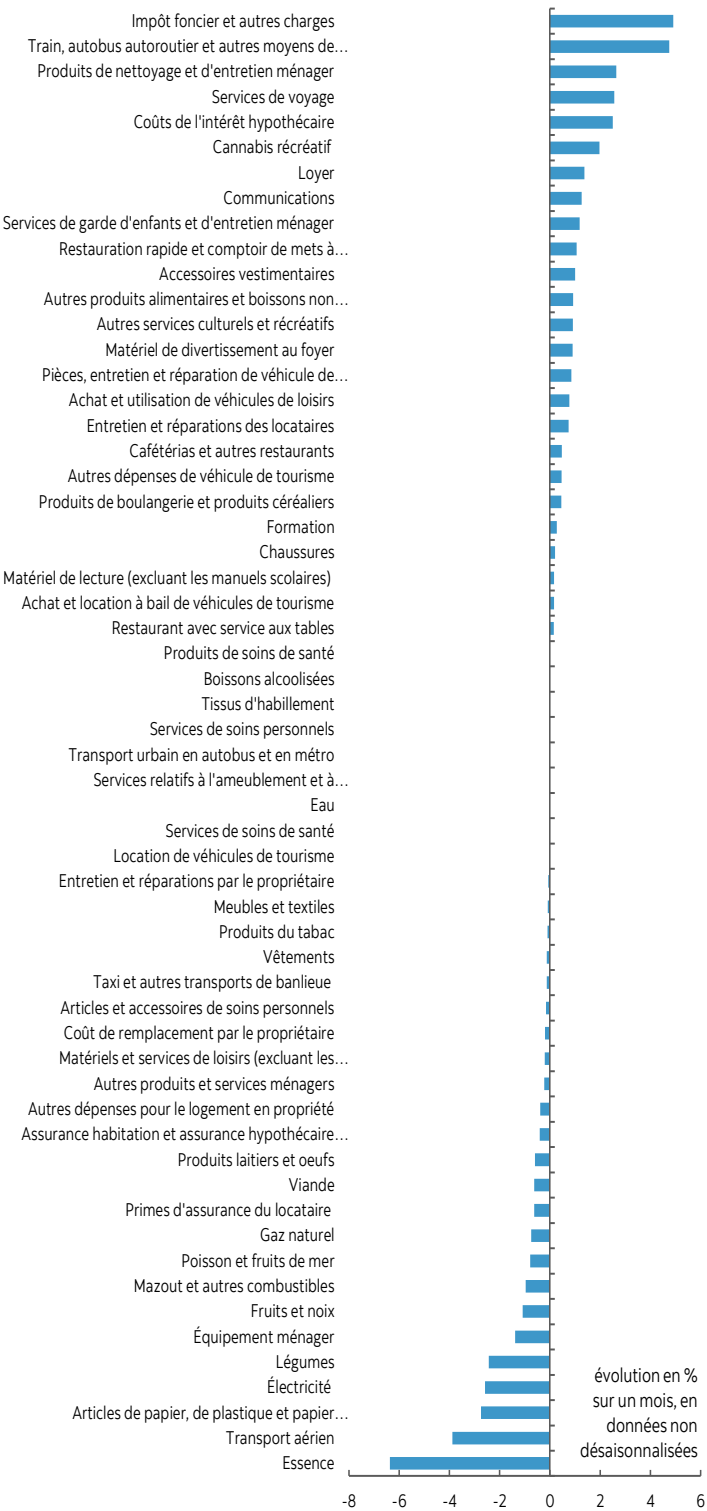 Impôt foncier et autres charges
Train, autobus autoroutier et autres moyens de…
Produits de nettoyage et d'entretien ménager
Services de voyage
Coûts de l'intérêt hypothécaire
Cannabis récréatif
Loyer
Communications
Services de garde d'enfants et d'entretien ménager
Restauration rapide et comptoir de mets à…
Accessoires vestimentaires
Autres produits alimentaires et boissons non…
Autres services culturels et récréatifs
Matériel de divertissement au foyer
Pièces, entretien et réparation de véhicule de…
Achat et utilisation de véhicules de loisirs
Entretien et réparations des locataires
Cafétérias et autres restaurants
Autres dépenses de véhicule de tourisme
Produits de boulangerie et produits céréaliers
Formation
Chaussures
Matériel de lecture (excluant les manuels scolaires)
Achat et location à bail de véhicules de tourisme
Restaurant avec service aux tables
Produits de soins de santé
Boissons alcoolisées
Tissus d'habillement
Services de soins personnels
Transport urbain en autobus et en métro
Services relatifs à l'ameublement et à…
Eau
Services de soins de santé
Location de véhicules de tourisme
Entretien et réparations par le propriétaire
Meubles et textiles
Produits du tabac
Vêtements
Taxi et autres transports de banlieue
Articles et accessoires de soins personnels
Coût de remplacement par le propriétaire
Matériels et services de loisirs (excluant les…
Autres produits et services ménagers
Autres dépenses pour le logement en propriété
Assurance habitation et assurance hypothécaire…
Produits laitiers et oeufs
Viande
Primes d'assurance du locataire
Gaz naturel
Poisson et fruits de mer
Mazout et autres combustibles
Fruits et noix
Équipement ménager
Légumes
Électricité
Articles de papier, de plastique et papier…
Transport aérien
Essence
évolution en %
sur un mois, en
données non
désaisonnalisées
-8 -6 -4 -2 0 2 4 6